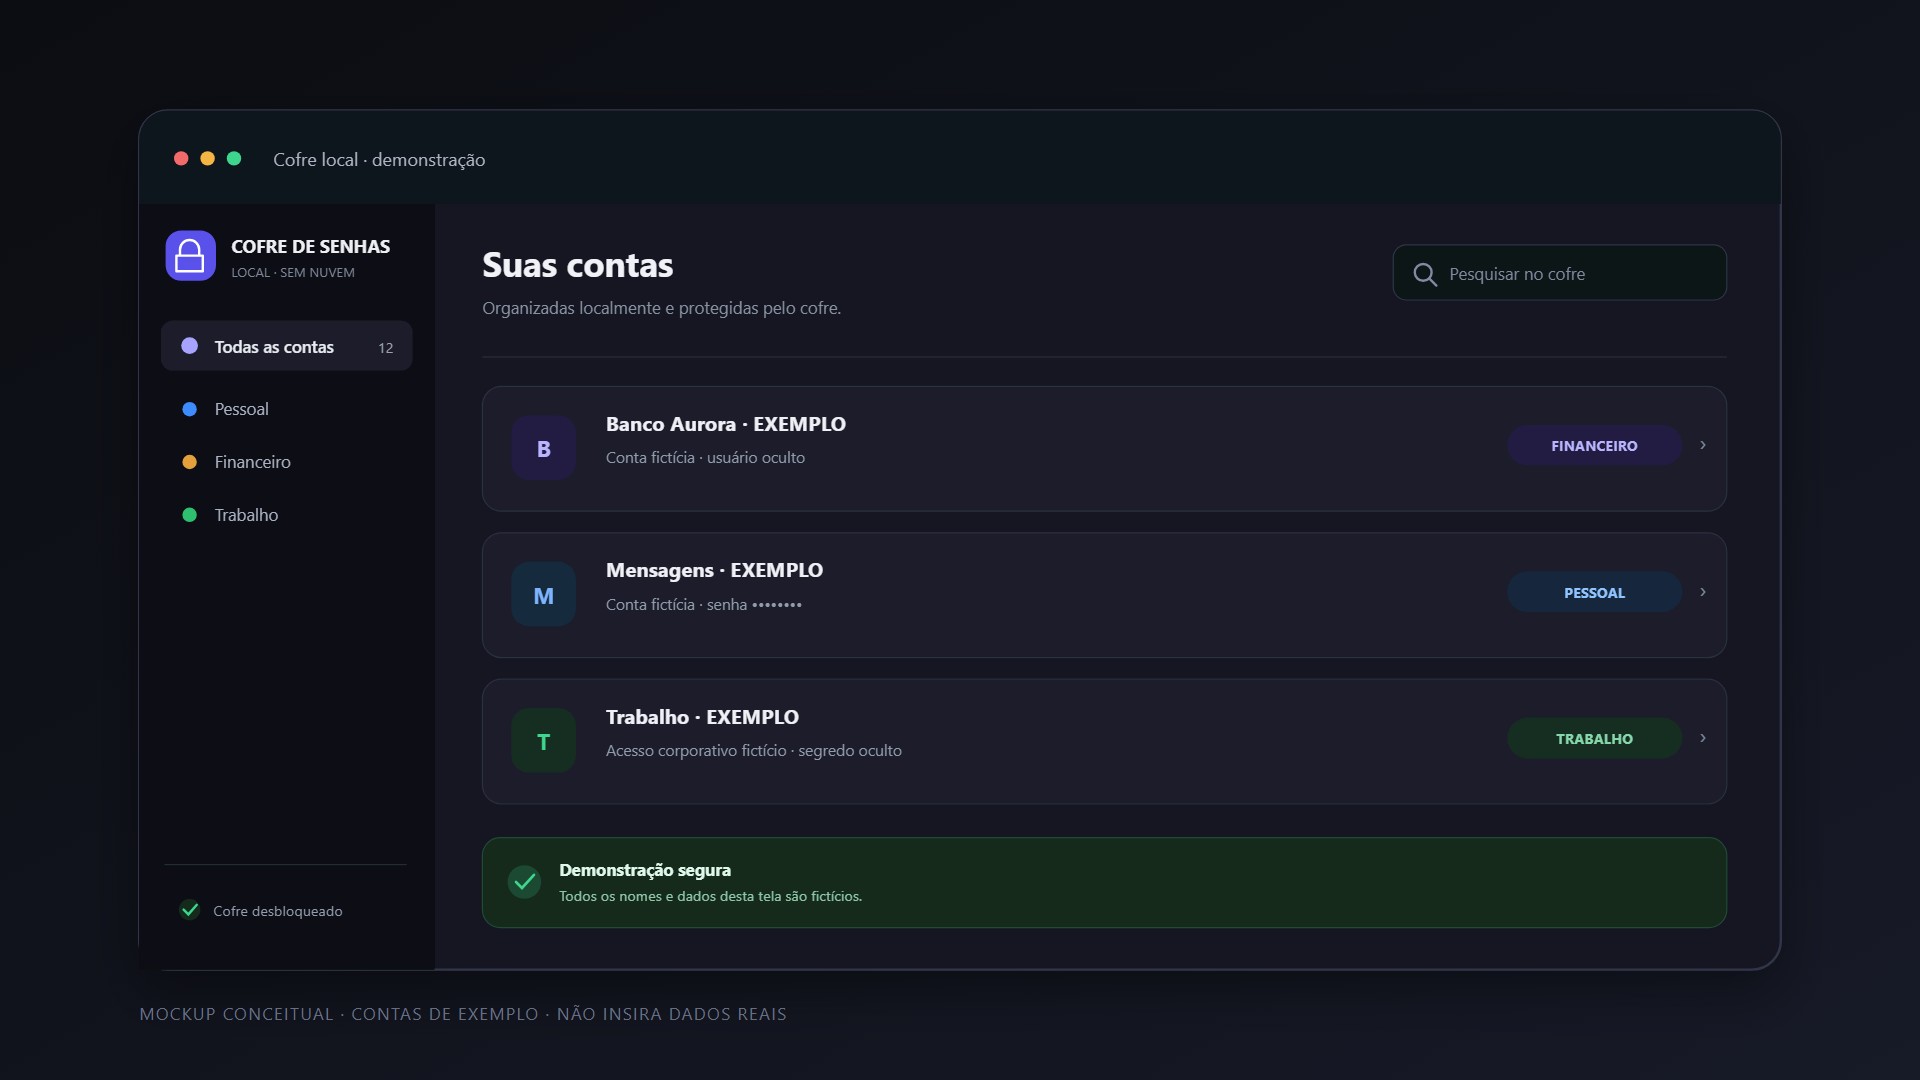 Cofre local · demonstração
COFRE DE SENHAS
LOCAL · SEM NUVEM
Todas as contas 12
Pessoal
Financeiro
Trabalho
Cofre desbloqueado
Suas contas
Organizadas localmente e protegidas pelo cofre.
Pesquisar no cofre
B
Banco Aurora · EXEMPLO
Conta fictícia · usuário oculto
FINANCEIRO ›
M
Mensagens · EXEMPLO
Conta fictícia · senha ••••••••
PESSOAL ›
T
Trabalho · EXEMPLO
Acesso corporativo fictício · segredo oculto
TRABALHO ›
Demonstração segura
Todos os nomes e dados desta tela são fictícios.
MOCKUP CONCEITUAL · CONTAS DE EXEMPLO · NÃO INSIRA DADOS REAIS